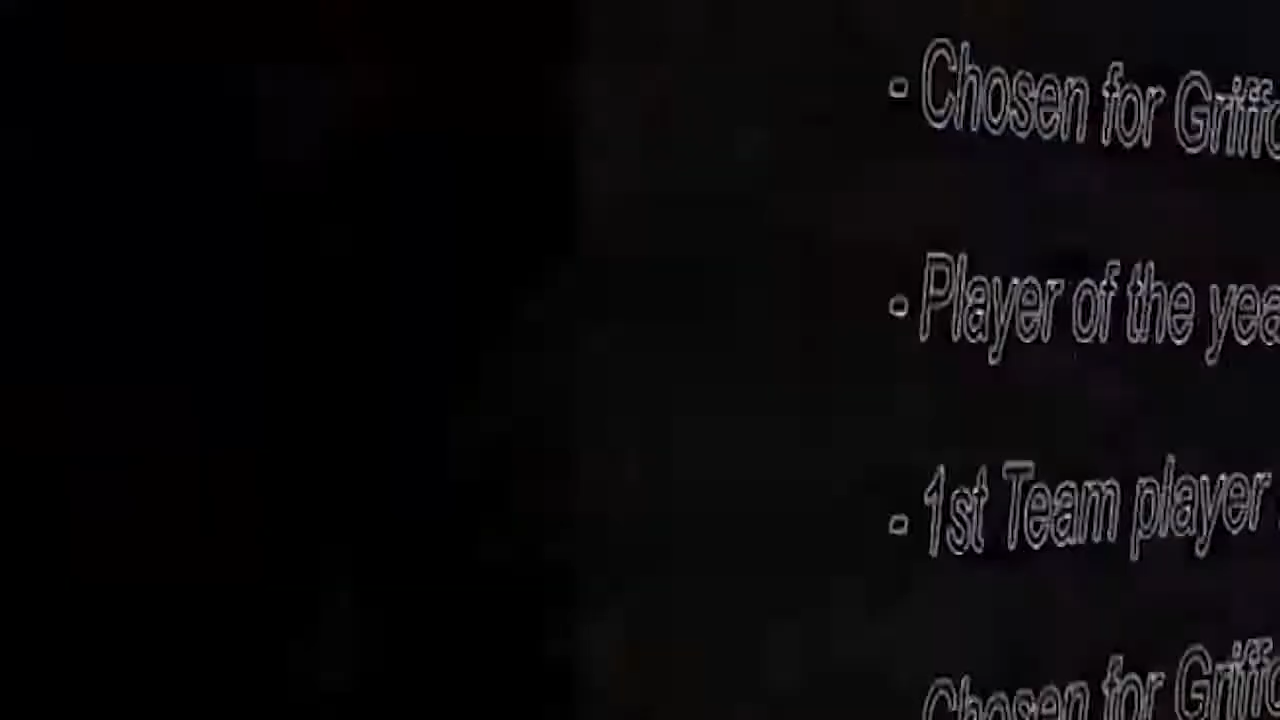 - Chosen for
- Player of the
- 1st Team player
Chosen for